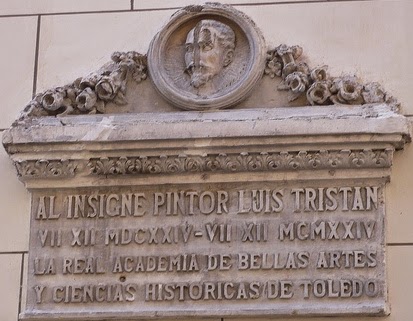 AL INSIGNE PINTOR LUIS TRISTAN
VII XII MDCXXIV-VII XII MCMXXIV
LA REAL ACADEMIA DE BELLAS ARTES
Y CIENCIAS HISTORICAS DE TOLEDO.